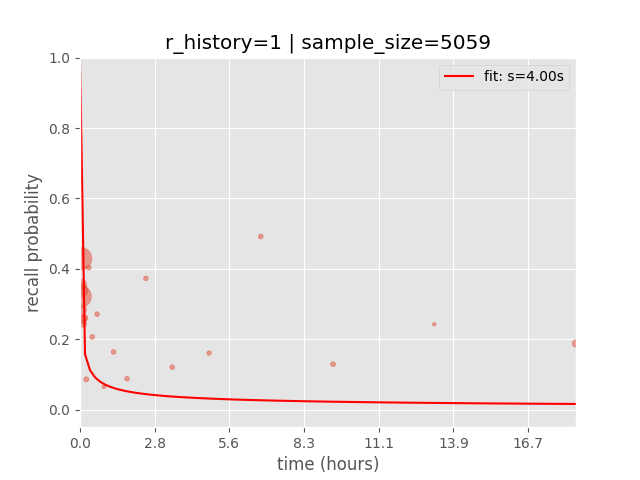 r_history=1 | sample_size=5059
fit: s=4.00s
recall probability
1.0
0.8
0.6
0.4
0.2
0.0
0.0 2.8 5.6 8.3 11.1 13.9 16.7
time (hours)